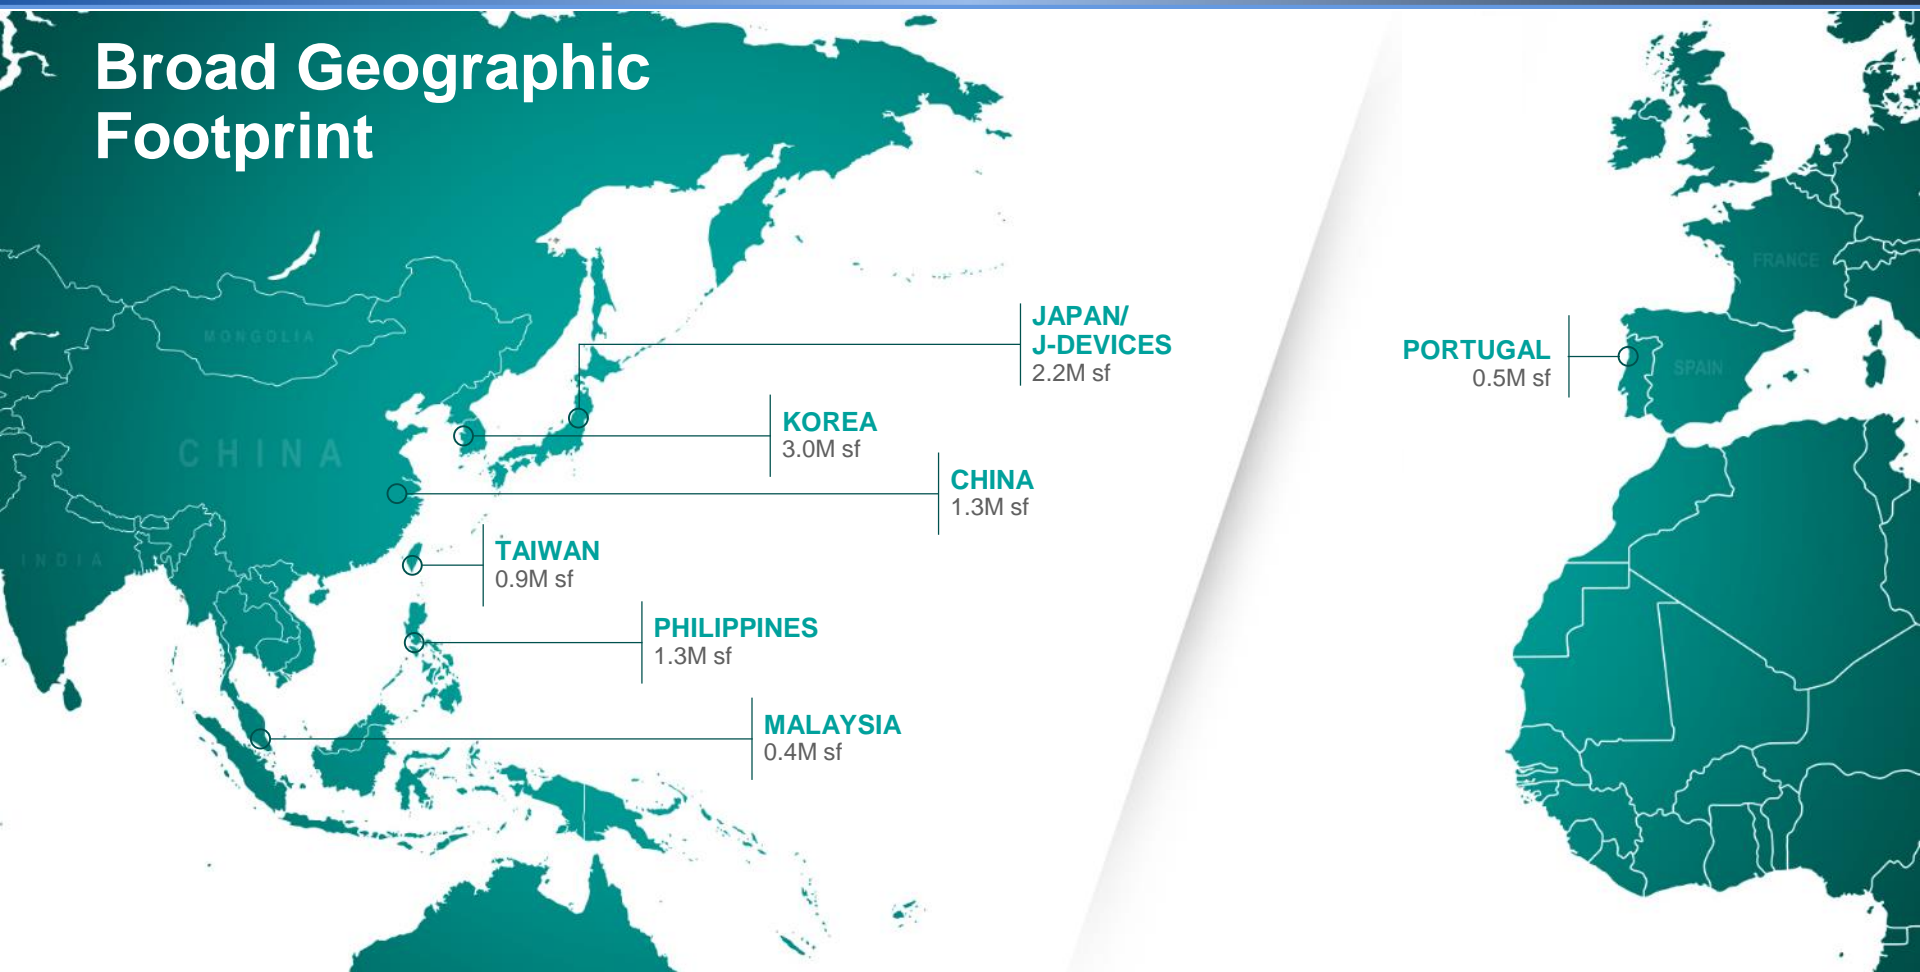 Broad Geographic
Footprint
MONGOLIA
CHINA
INDIA
JAPAN/
J-DEVICES
2.2M sf
KOREA
3.0M sf
CHINA
1.3M sf
TAIWAN
0.9M sf
PHILIPPINES
1.3M sf
MALAYSIA
0.4M sf
PORTUGAL
0.5M sf
FRANCE
SPAIN